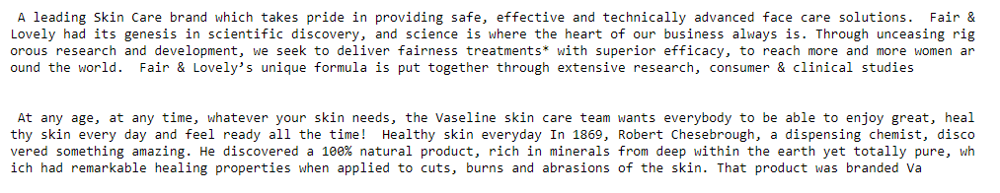 A leading Skin Care brand which takes pride in providing safe, effective and technically advanced face care solutions.  Fair &
Lovely had its genesis in scientific discovery, and science is where the heart of our business always is. Through unceasing rig
orous research and development, we seek to deliver fairness treatments* with superior efficacy, to reach more and more women ar
ound the world.  Fair & Lovely’s unique formula is put together through extensive research, consumer & clinical studies
At any age, at any time, whatever your skin needs, the Vaseline skin care team wants everybody to be able to enjoy great, heal
thy skin every day and feel ready all the time!  Healthy skin everyday In 1869, Robert Chesebrough, a dispensing chemist, disco
vered something amazing. He discovered a 100% natural product, rich in minerals from deep within the earth yet totally pure, wh
ich had remarkable healing properties when applied to cuts, burns and abrasions of the skin. That product was branded Va